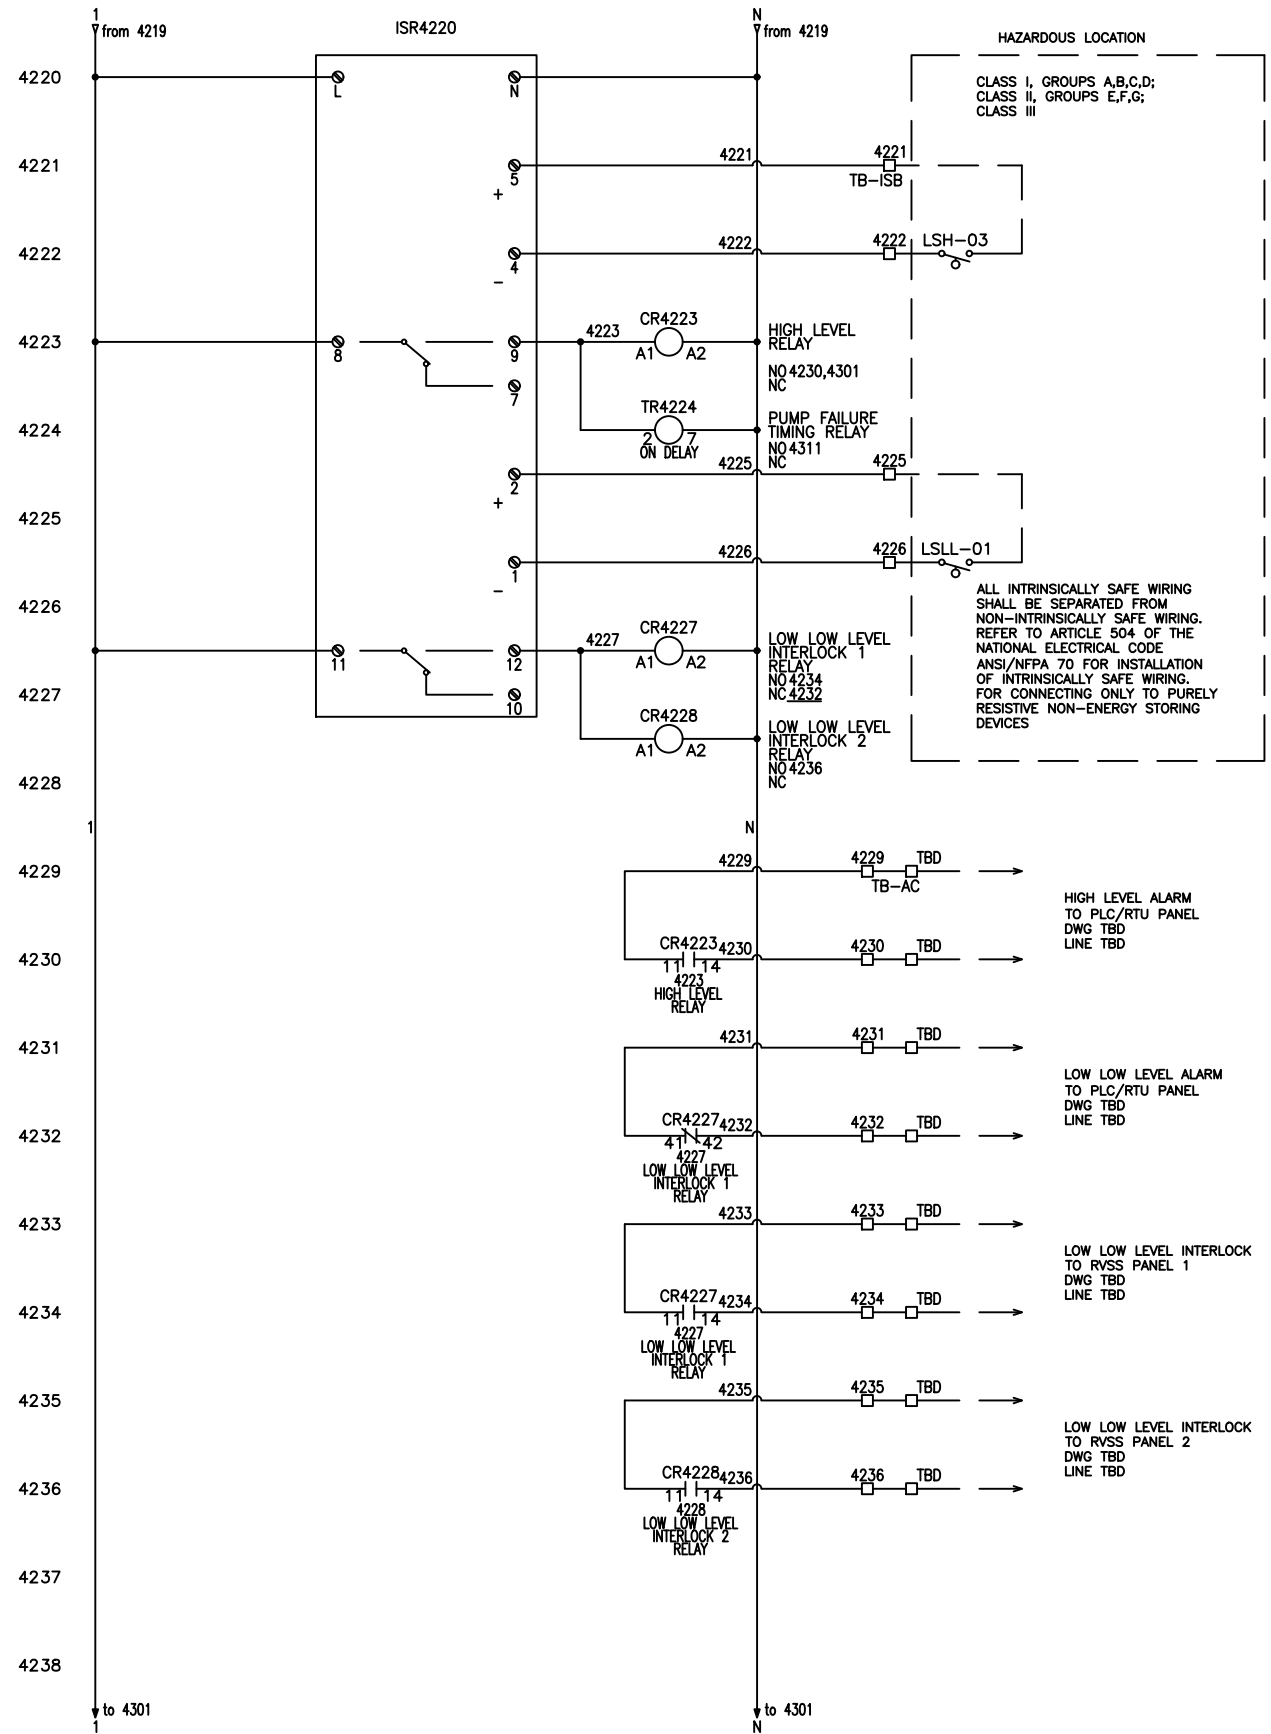 1
from 4219
ISR4220
N
from 4219
HAZARDOUS LOCATION
4220
L
N
CLASS I, GROUPS A,B,C,D;
CLASS II, GROUPS E,F,G;
CLASS III
4221
5
+
4221
4221
TB-ISB
4222
4
-
4222
4222
LSH-03
4223
8
9
7
4223
CR4223
A1
A2
HIGH LEVEL
RELAY
NO 4230,4301
NC
4224
TR4224
2
7
ON DELAY
PUMP FAILURE
TIMING RELAY
NO 4311
NC
2
+
4225
4225
4225
1
-
4226
4226
LSLL-01
4226
ALL INTRINSICALLY SAFE WIRING
SHALL BE SEPARATED FROM
NON-INTRINSICALLY SAFE WIRING.
REFER TO ARTICLE 504 OF THE
NATIONAL ELECTRICAL CODE
ANSI/NFPA 70 FOR INSTALLATION
OF INTRINSICALLY SAFE WIRING.
FOR CONNECTING ONLY TO PURELY
RESISTIVE NON-ENERGY STORING
DEVICES
11
12
10
4227
CR4227
A1
A2
LOW LOW LEVEL
INTERLOCK 1
RELAY
NO 4234
NC 4232
4227
CR4228
A1
A2
LOW LOW LEVEL
INTERLOCK 2
RELAY
NO 4236
NC
4228
1
N
4229
4229
4229
TBD
TB-AC
HIGH LEVEL ALARM
TO PLC/RTU PANEL
DWG TBD
LINE TBD
4230
CR4223
4230
11
14
4223
HIGH LEVEL
RELAY
4230
TBD
4231
4231
4231
TBD
LOW LOW LEVEL ALARM
TO PLC/RTU PANEL
DWG TBD
LINE TBD
4232
CR4227
4232
41
42
4227
LOW LOW LEVEL
INTERLOCK 1
RELAY
4232
TBD
4233
4233
4233
TBD
LOW LOW LEVEL INTERLOCK
TO RVSS PANEL 1
DWG TBD
LINE TBD
4234
CR4227
4234
11
14
4227
LOW LOW LEVEL
INTERLOCK 1
RELAY
4234
TBD
4235
4235
4235
TBD
LOW LOW LEVEL INTERLOCK
TO RVSS PANEL 2
DWG TBD
LINE TBD
4236
CR4228
4236
11
14
4228
LOW LOW LEVEL
INTERLOCK 2
RELAY
4236
TBD
4237
4238
to 4301
1
to 4301
N